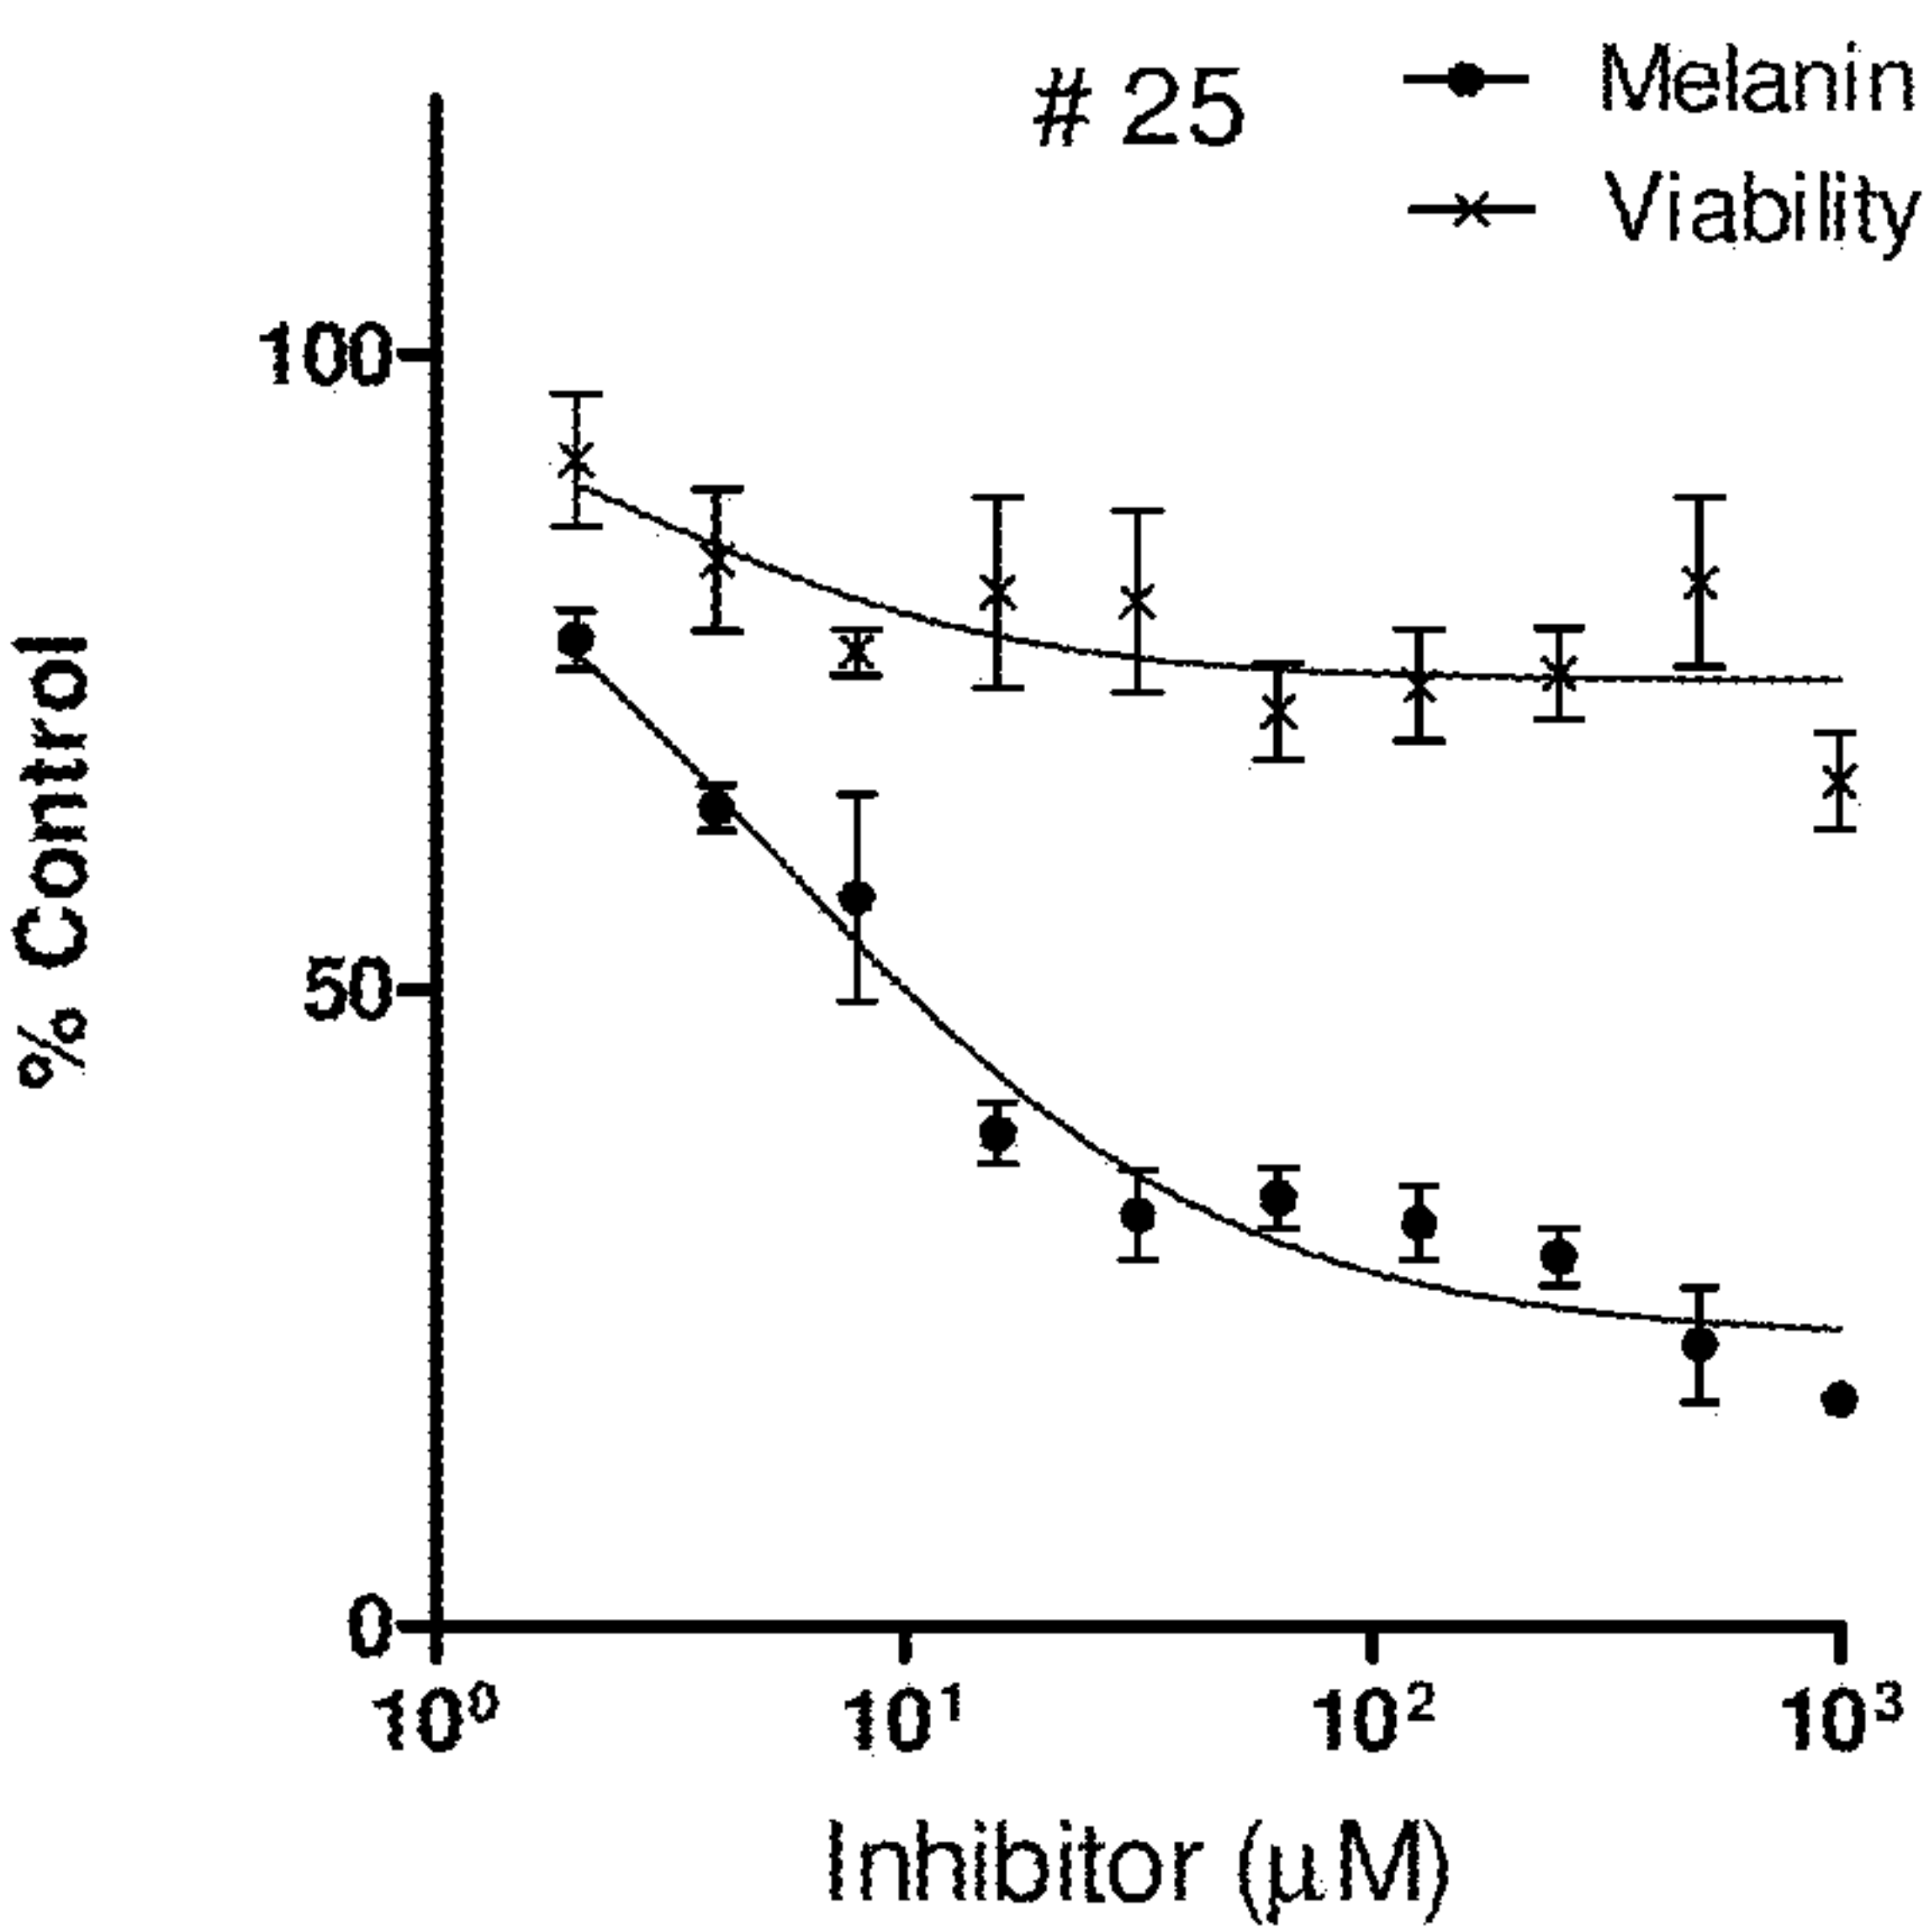 # 25
Melanin
Viability
% Control
100
50
0
10⁰
10¹
10²
10³
Inhibitor (µM)